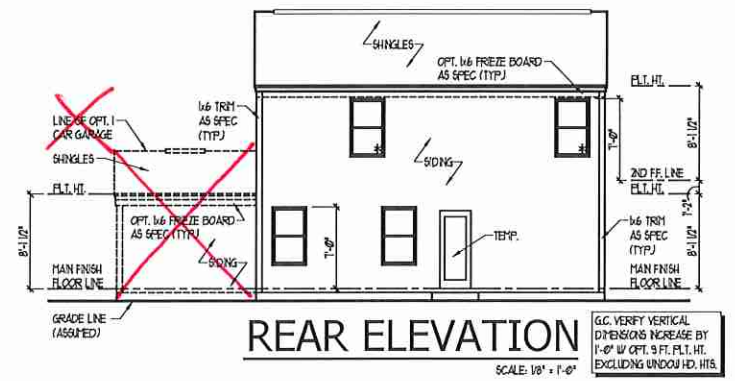 SHINGLES
OPT. 1x6 FRIEZE BOARD
AS SPEC (TYP.)
PLT. HT.
1x6 TRIM
AS SPEC
(TYP.)
LINE OF OPT. 1
CAR GARAGE
SHINGLES
PLT. HT.
8'-1 1/2"
7'-0"
8'-1 1/2"
SIDING
2ND F.F. LINE
PLT. HT.
1'-2"
OPT. 1x6 FRIEZE BOARD
AS SPEC (TYP.)
SIDING
7'-0"
TEMP.
1x6 TRIM
AS SPEC
(TYP.)
8'-1 1/2"
MAIN FINISH
FLOOR LINE
MAIN FINISH
FLOOR LINE
GRADE LINE
(ASSUMED)
REAR ELEVATION
SCALE: 1/8" = 1'-0"
G.C. VERIFY VERTICAL
DIMENSIONS INCREASE BY
1'-0" W/ OPT. 9 FT. PLT. HT.
EXCLUDING WINDOW HD. HTS.